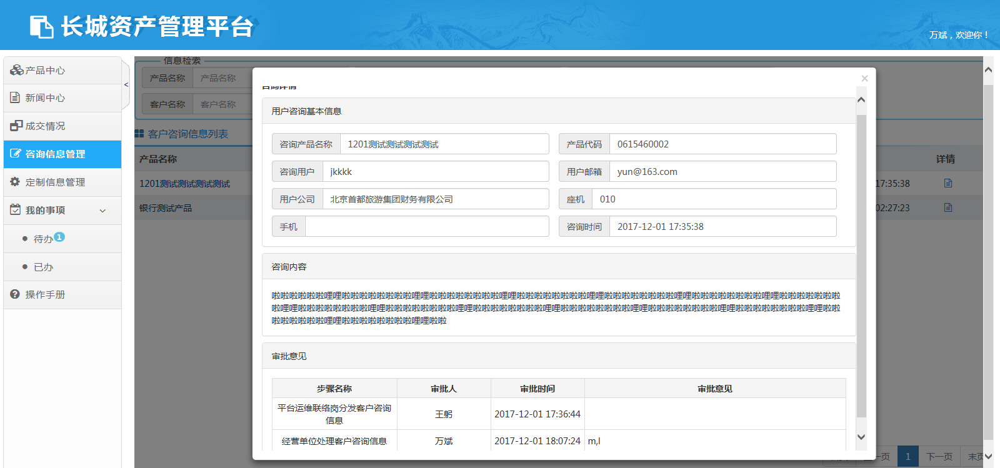 长城资产管理平台
万斌，欢迎你！
产品中心
新闻中心
成交情况
咨询信息管理
定制信息管理
我的事项
待办 1
已办
操作手册
<
信息检索
产品名称 产品名称
客户名称 客户名称
客户咨询信息列表
产品名称 详情
1201测试测试测试测试 17:35:38
银行测试产品 02:27:23
×
咨询详情
用户咨询基本信息
咨询产品名称 1201测试测试测试测试 产品代码 0615460002
咨询用户 jkkkk 用户邮箱 yun@163.com
用户公司 北京首都旅游集团财务有限公司 座机 010
手机 咨询时间 2017-12-01 17:35:38
咨询内容
啦啦啦啦啦啦哩哩啦啦啦啦啦啦啦啦哩哩啦啦啦啦啦啦啦啦哩哩啦啦啦啦啦啦啦啦哩哩啦啦啦啦啦啦啦啦哩哩啦啦啦啦啦啦啦啦哩哩啦啦啦啦啦啦啦
啦哩哩啦啦啦啦啦啦啦啦哩哩啦啦啦啦啦啦啦啦哩哩啦啦啦啦啦啦啦啦哩哩啦啦啦啦啦啦啦啦哩哩啦啦啦啦啦啦啦啦哩哩啦啦啦啦啦啦啦啦哩哩啦啦
啦啦啦啦啦啦哩哩啦啦啦啦啦啦啦啦哩哩啦啦
审批意见
步骤名称 审批人 审批时间 审批意见
平台运维联络岗分发客户咨询
信息 王躬 2017-12-01 17:36:44
经营单位处理客户咨询信息 万斌 2017-12-01 18:07:24 m,l
一页 1 下一页 末页